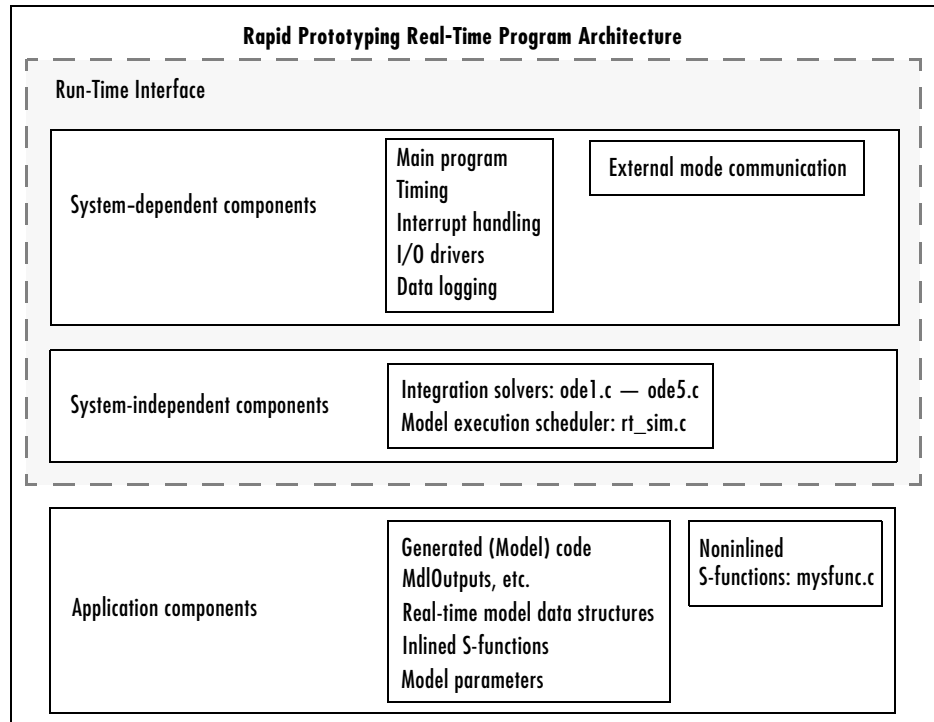 Rapid Prototyping Real-Time Program Architecture
Run-Time Interface
System-dependent components
Main program
Timing
Interrupt handling
I/O drivers
Data logging
External mode communication
System-independent components
Integration solvers: ode1.c — ode5.c
Model execution scheduler: rt_sim.c
Application components
Generated (Model) code
MdlOutputs, etc.
Real-time model data structures
Inlined S-functions
Model parameters
Noninlined
S-functions: mysfunc.c